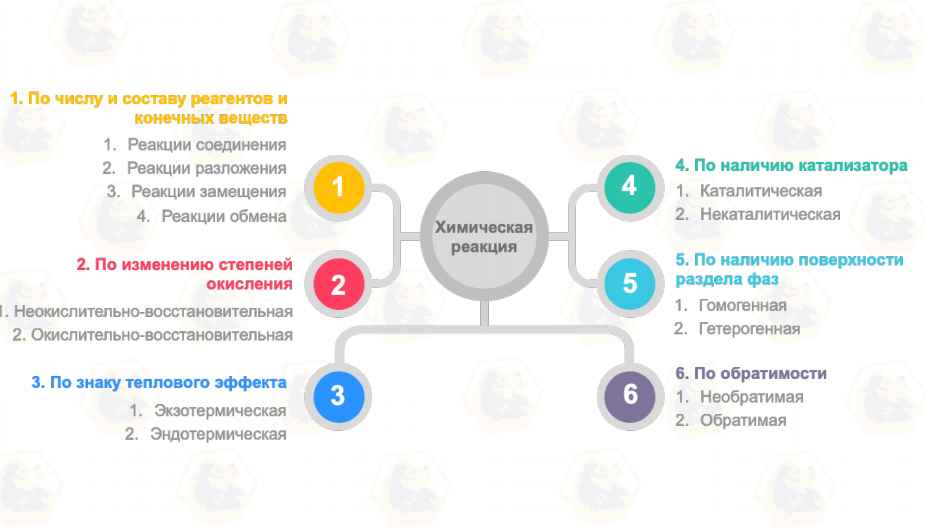 1. По числу и составу реагентов и
конечных веществ
1. Реакции соединения
2. Реакции разложения
3. Реакции замещения
4. Реакции обмена
1
2. По изменению степеней
окисления
1. Неокислительно-восстановительная
2. Окислительно-восстановительная
2
3. По знаку теплового эффекта
1. Экзотермическая
2. Эндотермическая
3
Химическая
реакция
4
4. По наличию катализатора
1. Каталитическая
2. Некаталитическая
5
5. По наличию поверхности
раздела фаз
1. Гомогенная
2. Гетерогенная
6
6. По обратимости
1. Необратимая
2. Обратимая